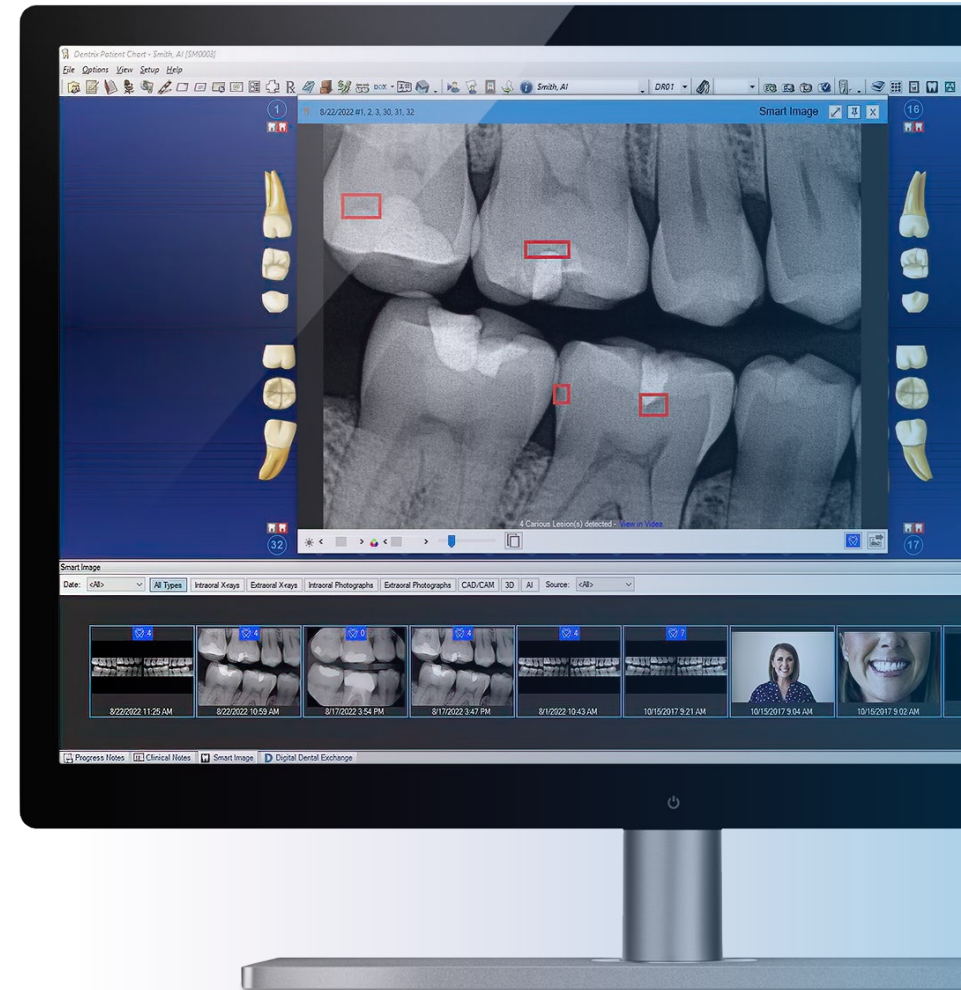 Dentrix Patient Chart - Smith, Al [SM0003]
File Options View Setup Help
Smith, Al DR01
1
8/22/2022 #1, 2, 3, 30, 31, 32 Smart Image X
16
4 Carious Lesion(s) detected - View in Video
32
17
Smart Image
Date: <All> All Types Intraoral X-rays Extraoral X-rays Intraoral Photographs Extraoral Photographs CAD/CAM 3D AI Source: <All>
4 4 0 4 4 7
8/22/2022 11:25 AM 8/22/2022 10:59 AM 8/17/2022 3:54 PM 8/17/2022 3:47 PM 8/1/2022 10:43 AM 10/15/2017 9:21 AM 10/15/2017 9:04 AM 10/15/2017 9:02 AM
Progress Notes Clinical Notes Smart Image Digital Dental Exchange